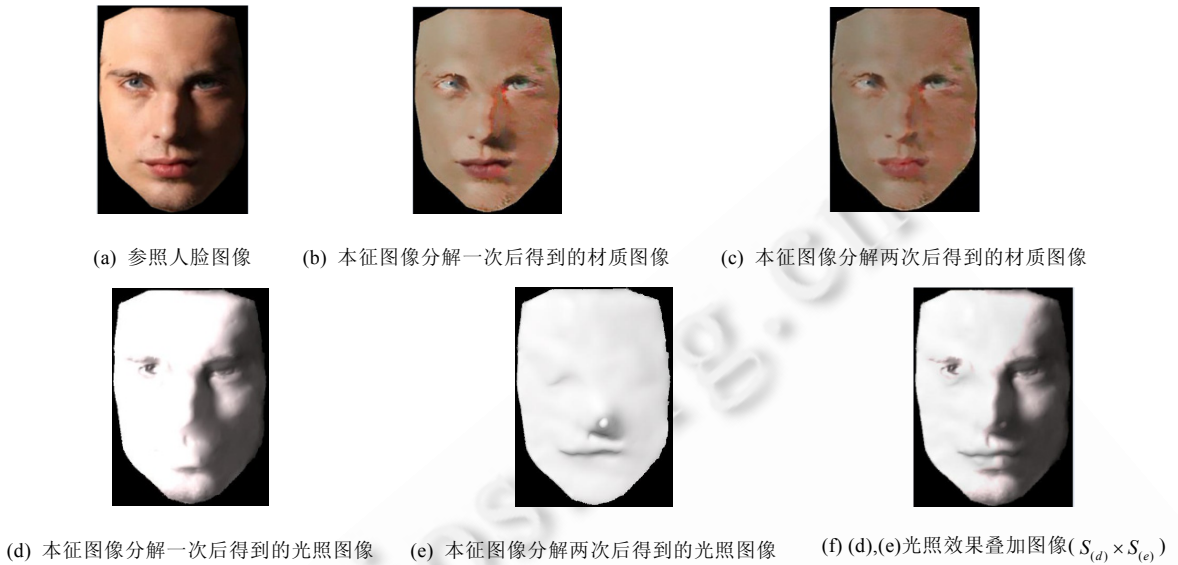 (a) 参照人脸图像
(b) 本征图像分解一次后得到的材质图像
(c) 本征图像分解两次后得到的材质图像
(d) 本征图像分解一次后得到的光照图像
(e) 本征图像分解两次后得到的光照图像
(f) (d),(e)光照效果叠加图像( S(d) × S(e) )